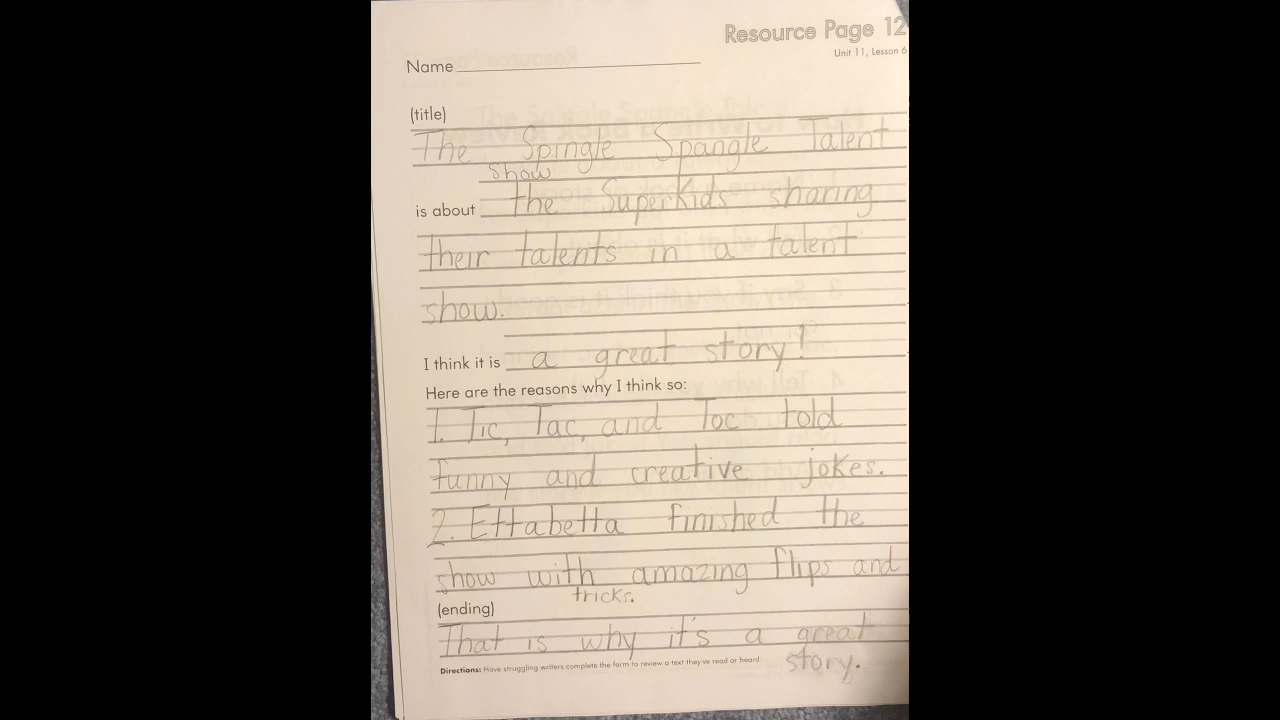 Resource Page 12
Unit 11, Lesson 6
Name
(title)
The Spingle Spangle Talent
show
is about the Superkids sharing
their talents in a talent
show.
I think it is a great story!
Here are the reasons why I think so:
1. Tic, Tac, and Toc told
funny and creative jokes.
2. Ettabetta finished the
show with amazing flips and
tricks.
(ending)
That is why it's a great
story.
Directions: Have struggling writers complete the form to review a text they've read or heard.